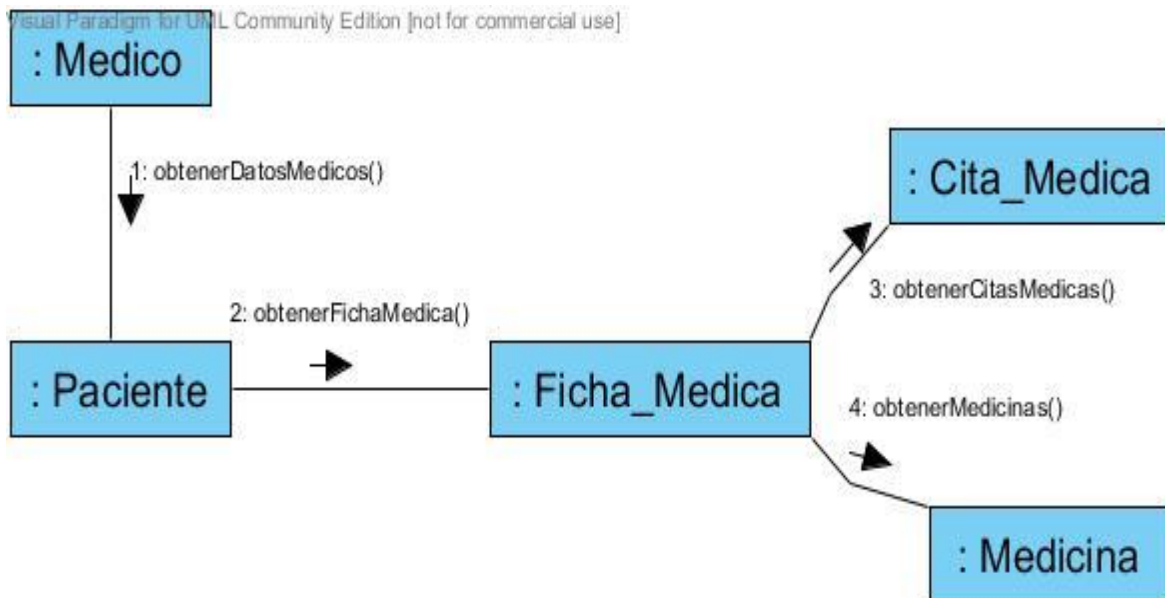 Visual Paradigm for UML Community Edition [not for commercial use]
: Medico
1: obtenerDatosMedicos()
: Cita_Medica
3: obtenerCitasMedicas()
2: obtenerFichaMedica()
: Paciente
: Ficha_Medica
4: obtenerMedicinas()
: Medicina